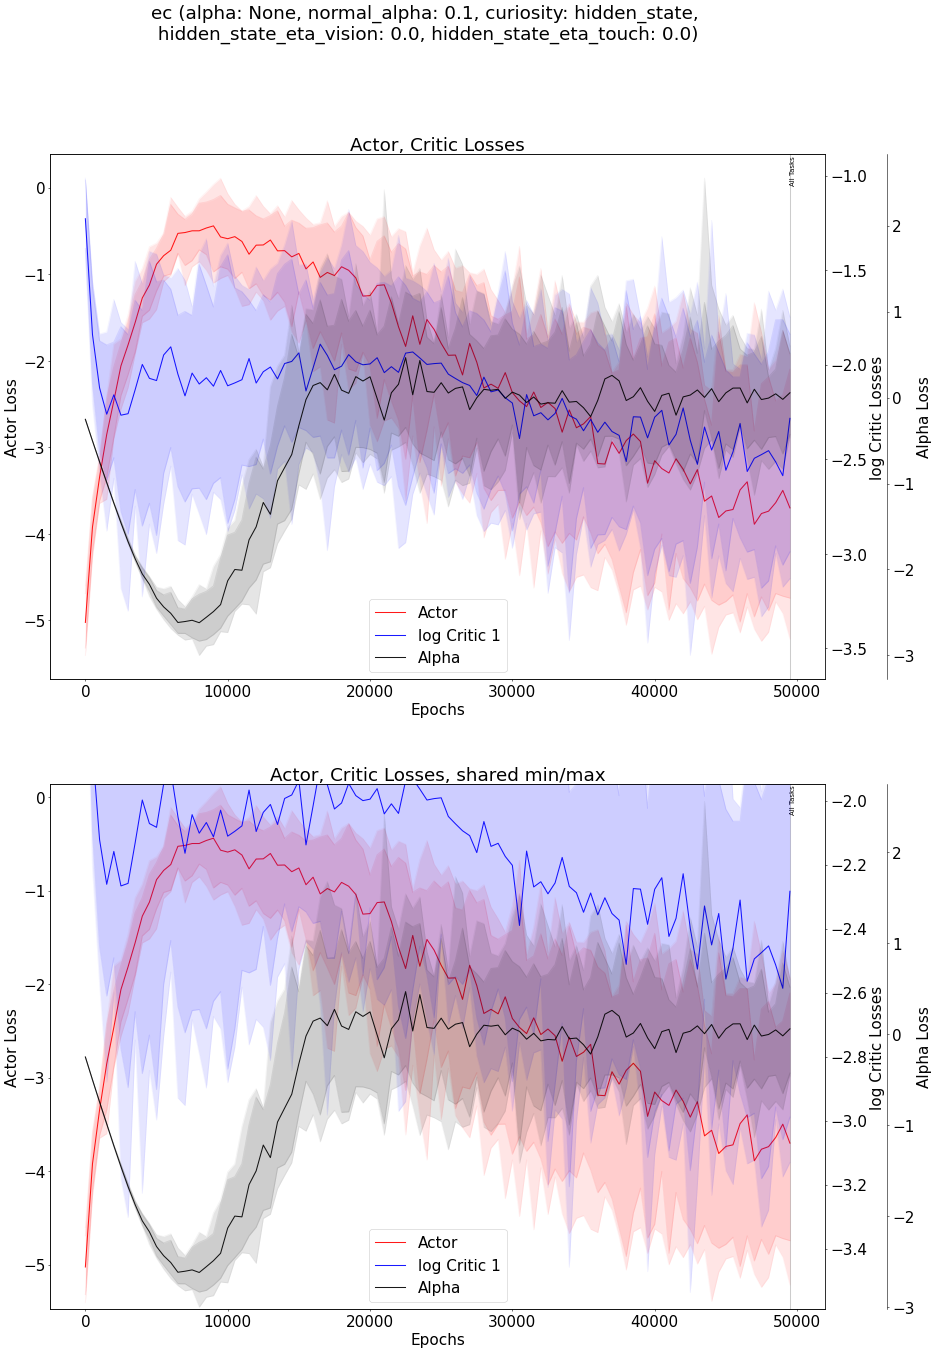 ec (alpha: None, normal_alpha: 0.1, curiosity: hidden_state,
hidden_state_eta_vision: 0.0, hidden_state_eta_touch: 0.0)
Actor, Critic Losses
All Tasks
0
−1
−2
−3
−4
−5
Actor Loss
−1.0
−1.5
−2.0
−2.5
−3.0
−3.5
log Critic Losses
2
1
0
−1
−2
−3
Alpha Loss
Actor
log Critic 1
Alpha
0 10000 20000 30000 40000 50000
Epochs
Actor, Critic Losses, shared min/max
All Tasks
0
−1
−2
−3
−4
−5
Actor Loss
−2.0
−2.2
−2.4
−2.6
−2.8
−3.0
−3.2
−3.4
log Critic Losses
2
1
0
−1
−2
−3
Alpha Loss
Actor
log Critic 1
Alpha
0 10000 20000 30000 40000 50000
Epochs